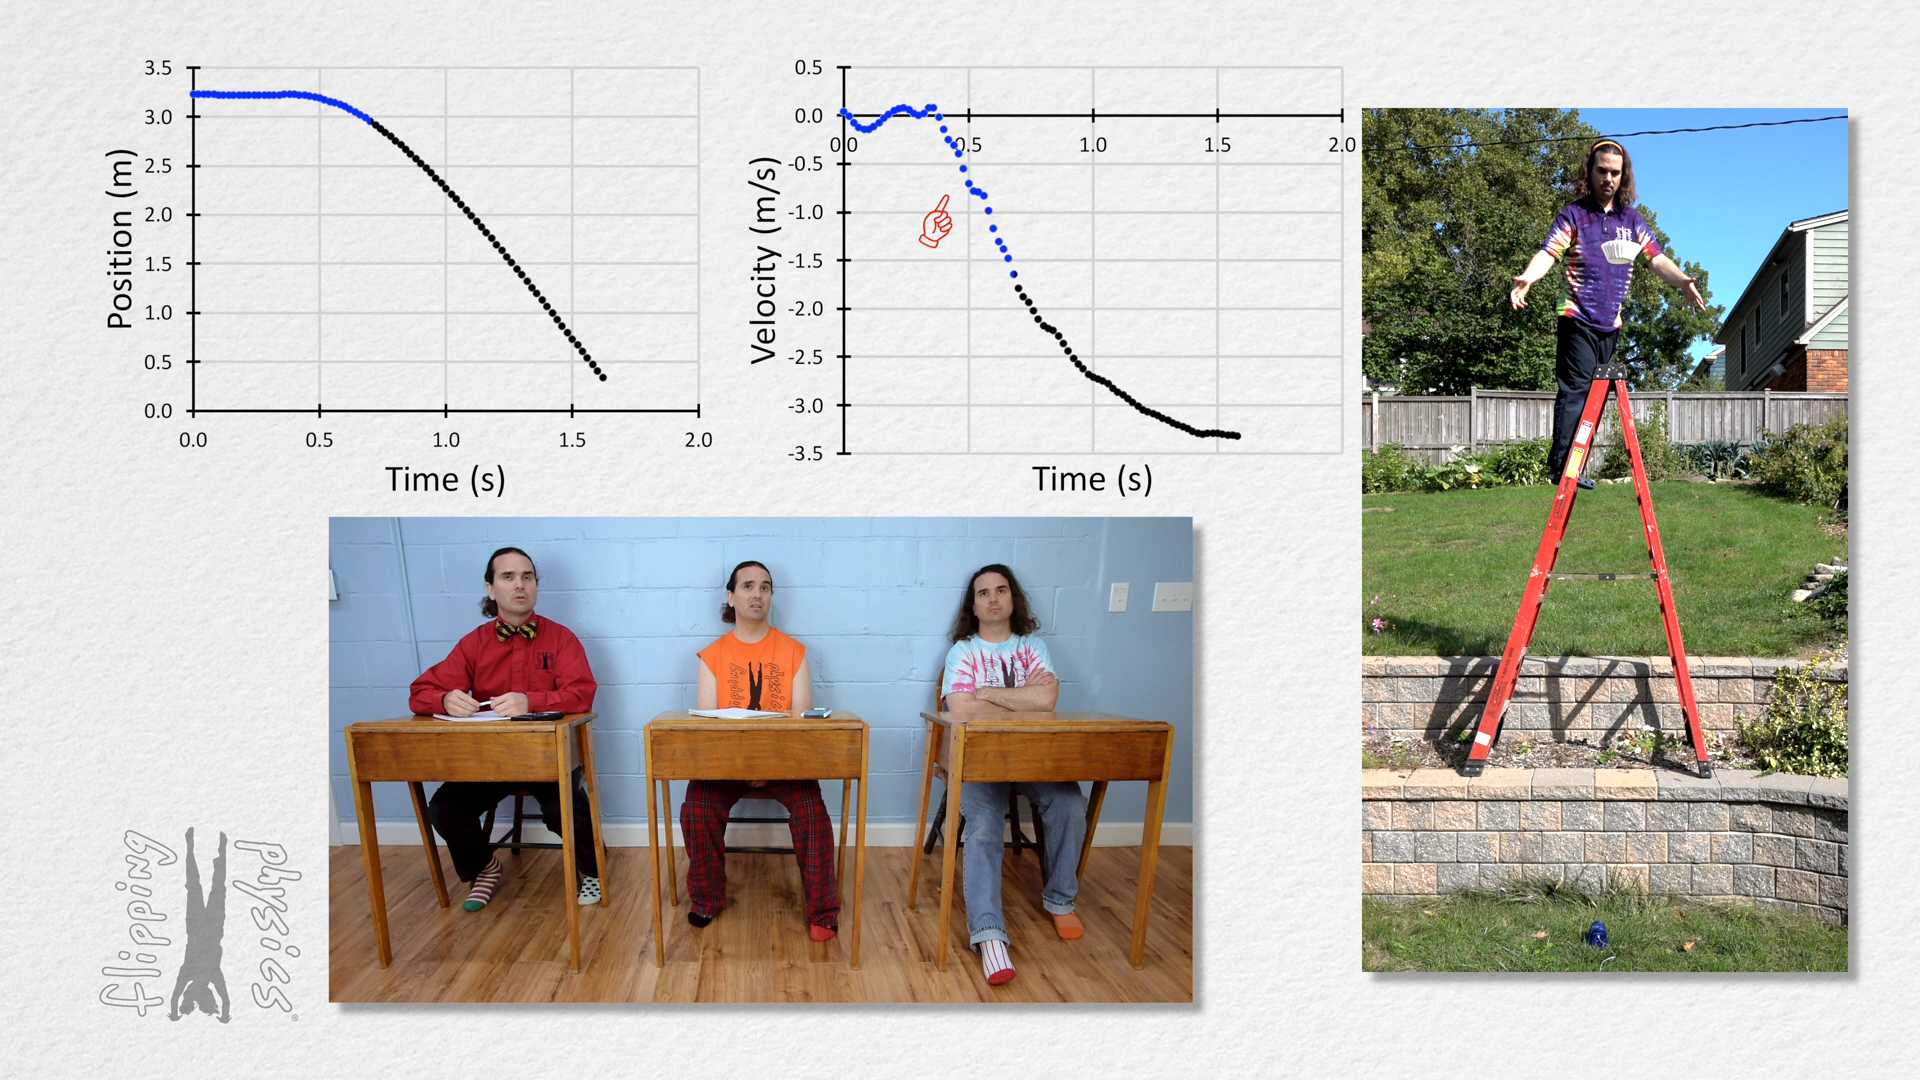 3.5
3.0
2.5
2.0
1.5
1.0
0.5
0.0
0.0 0.5 1.0 1.5 2.0
Position (m)
Time (s)
0.5
0.0
-0.5
-1.0
-1.5
-2.0
-2.5
-3.0
-3.5
0.0 0.5 1.0 1.5 2.0
Velocity (m/s)
Time (s)
flipping
physics
flipping
physics